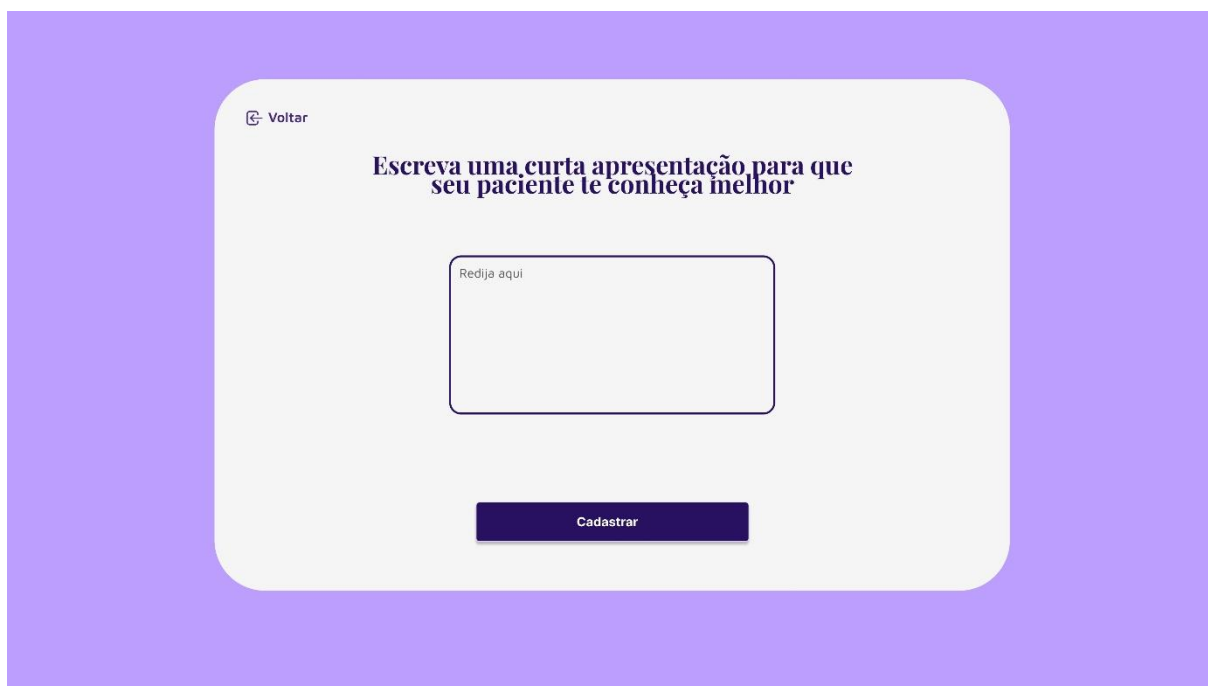 Voltar
Escreva uma curta apresentação para que
seu paciente te conheça melhor
Redija aqui
Cadastrar